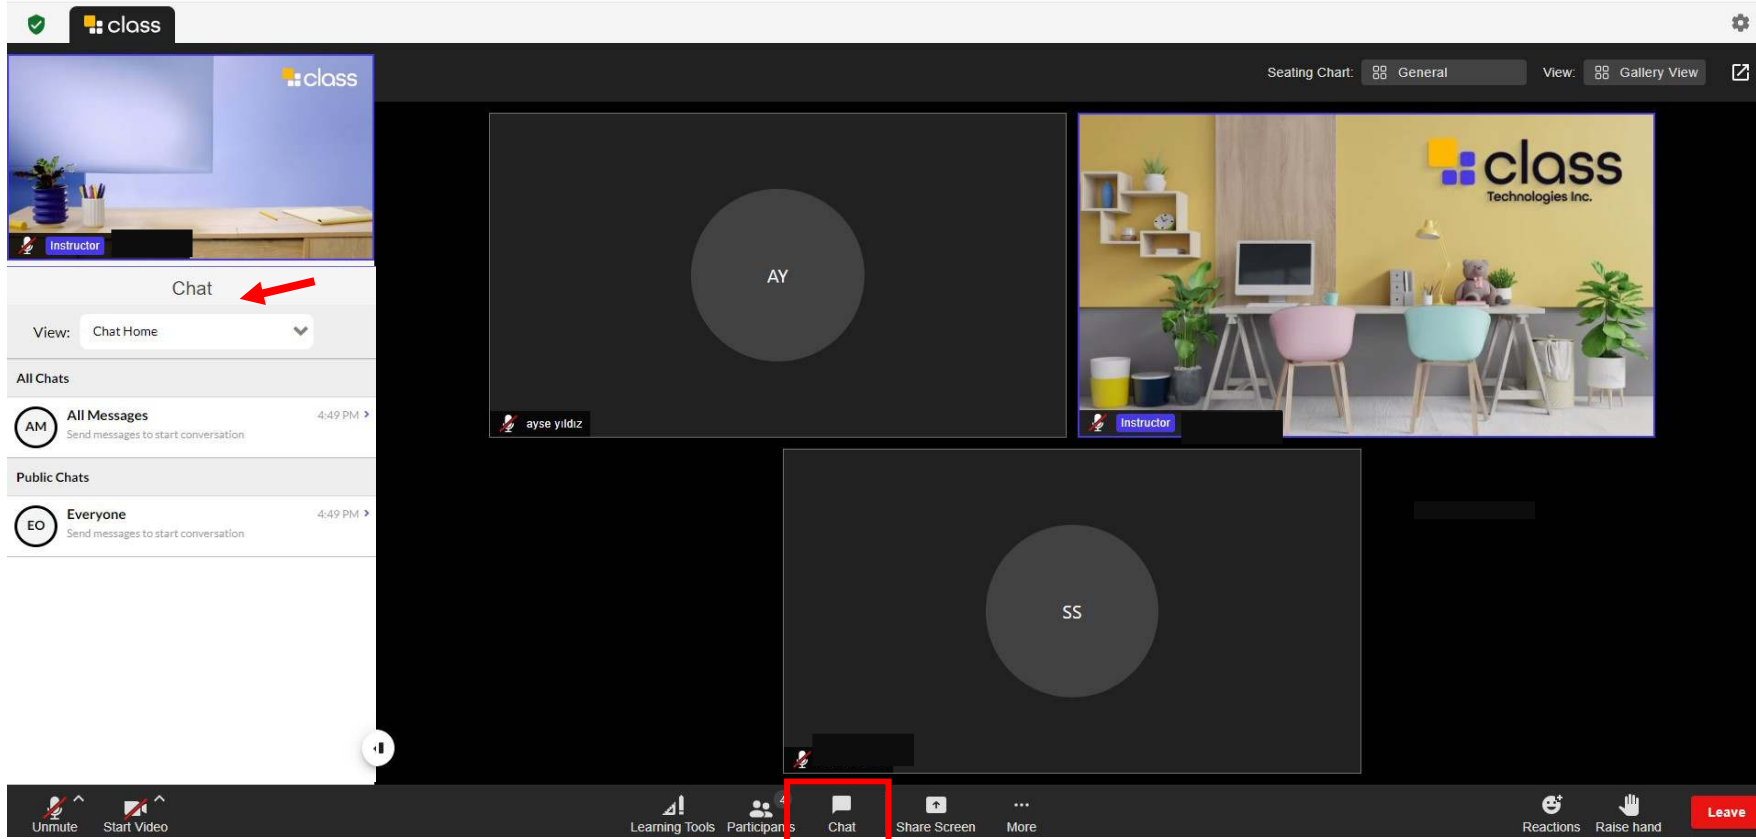 class
Seating Chart: General
View: Gallery View
class
Instructor
Chat
View: Chat Home
All Chats
AM All Messages 4:49 PM
Send messages to start conversation
Public Chats
EO Everyone 4:49 PM
Send messages to start conversation
AY
ayse yıldız
class
Technologies Inc.
Instructor
SS
Unmute
Start Video
Learning Tools
Participants 4
Chat
Share Screen
More
Reactions
Raise hand
Leave